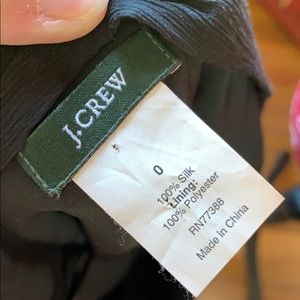 J.CREW
0
100% Silk
Lining:
100% Polyester
RN77388
Made in China